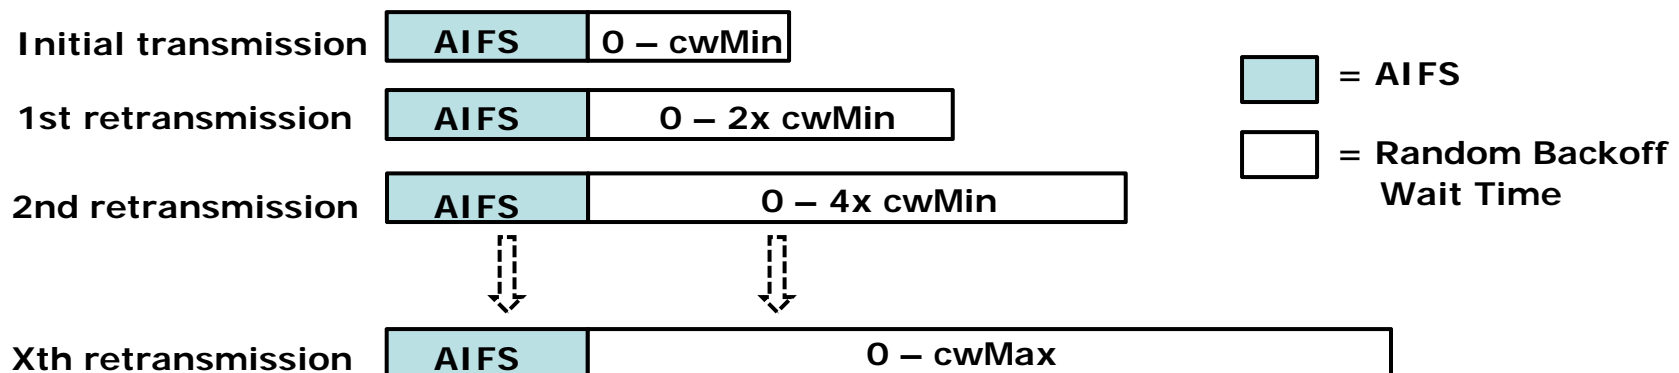 Initial transmission AIFS 0 – cwMin
= AIFS
1st retransmission AIFS 0 – 2x cwMin
= Random Backoff
Wait Time
2nd retransmission AIFS 0 – 4x cwMin
Xth retransmission AIFS 0 – cwMax